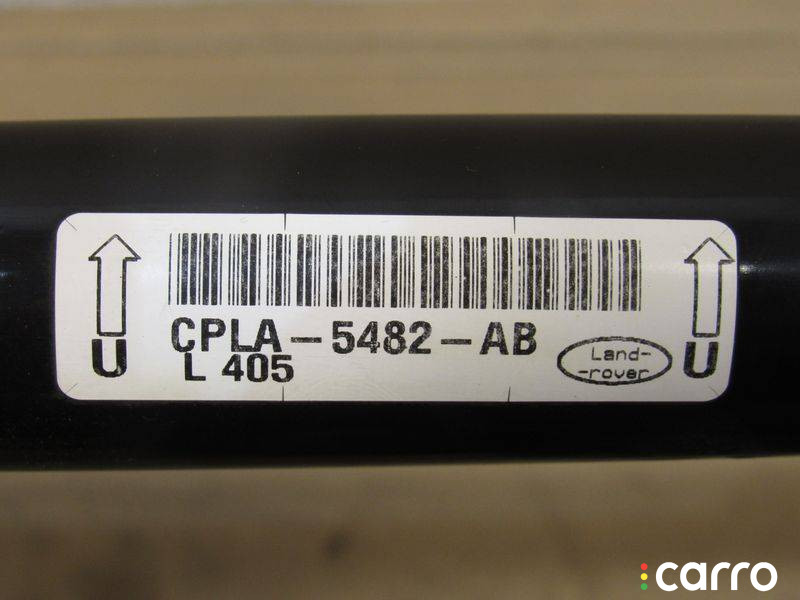 CPLA-5482-AB
L 405
U
Land-
-rover
U
carro